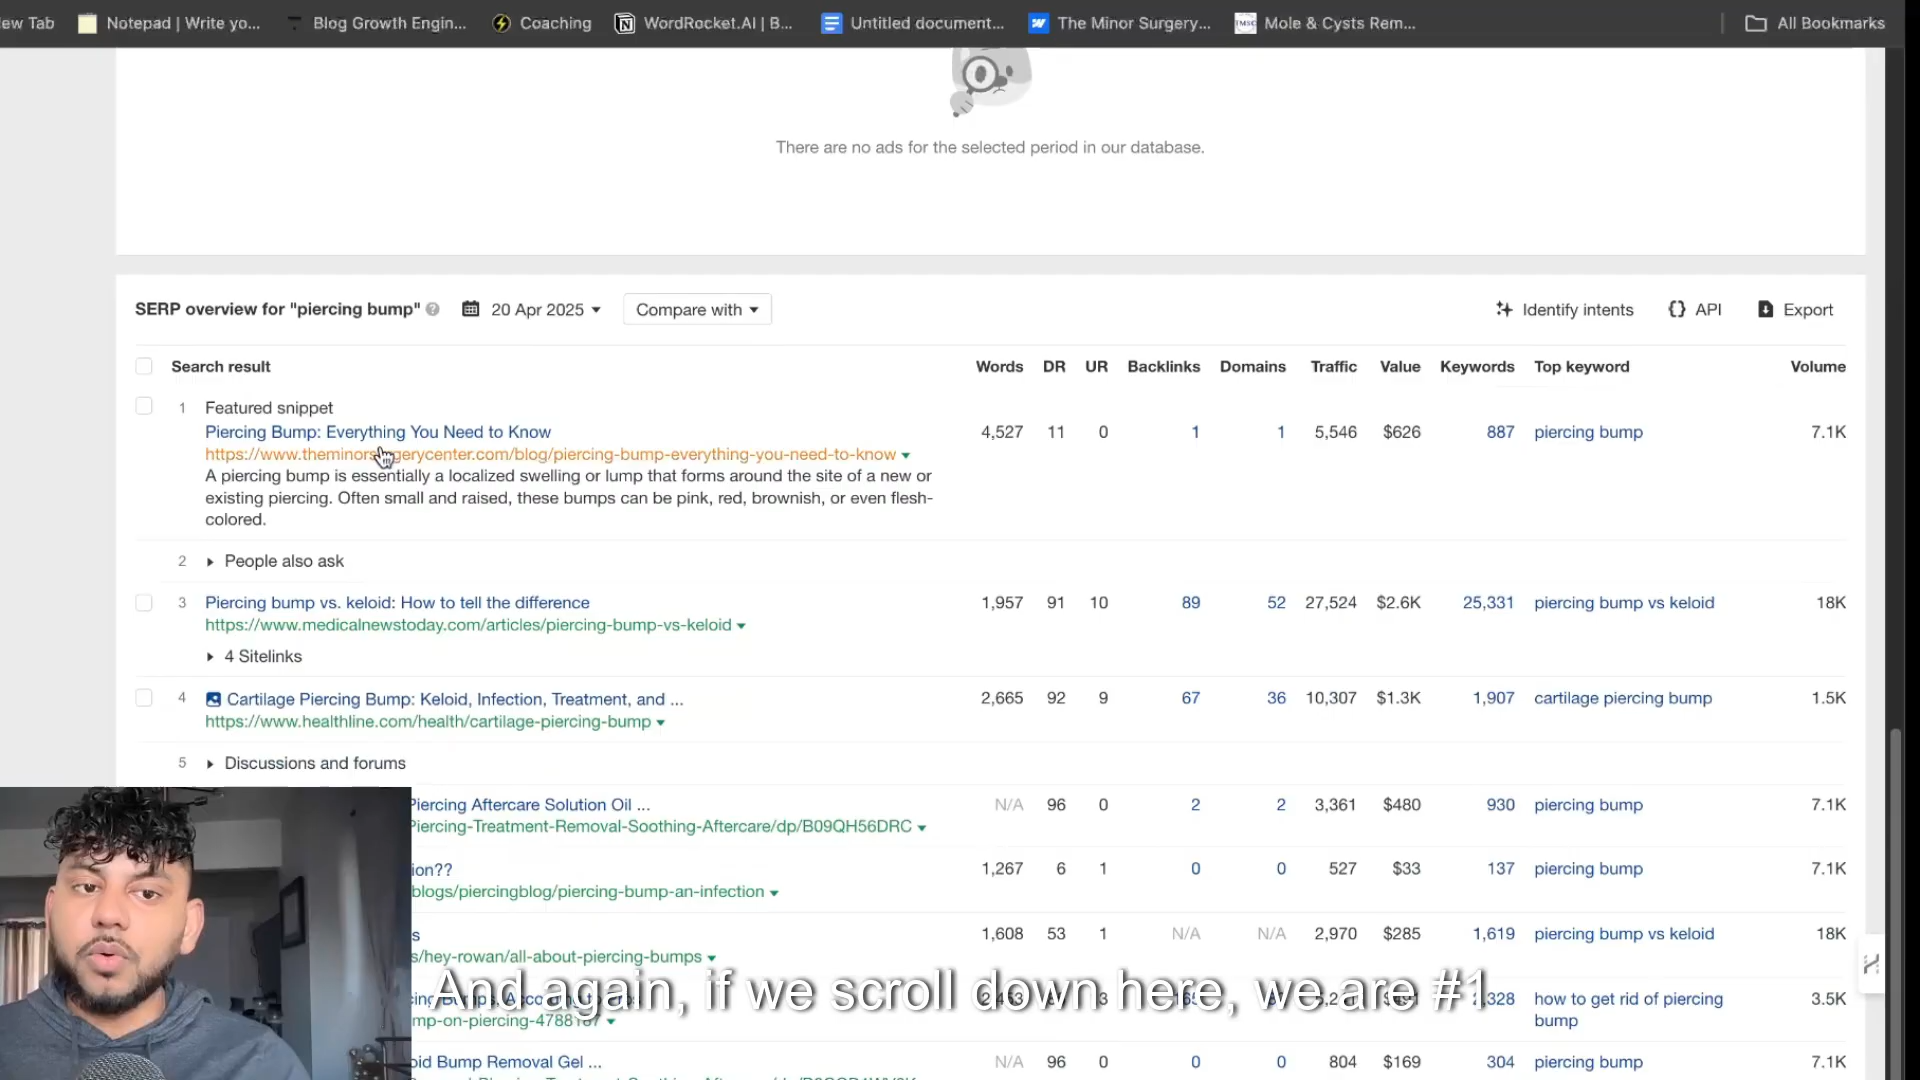 ew Tab
Notepad | Write yo...
Blog Growth Engin...
Coaching
WordRocket.AI | B...
Untitled document...
The Minor Surgery...
TMSC
Mole & Cysts Rem...
All Bookmarks
There are no ads for the selected period in our database.
SERP overview for "piercing bump" ? 20 Apr 2025 Compare with Identify intents API Export
Search result Words DR UR Backlinks Domains Traffic Value Keywords Top keyword Volume
1 Featured snippet
Piercing Bump: Everything You Need to Know 4,527 11 0 1 1 5,546 $626 887 piercing bump 7.1K
https://www.theminorsurgerycenter.com/blog/piercing-bump-everything-you-need-to-know
A piercing bump is essentially a localized swelling or lump that forms around the site of a new or
existing piercing. Often small and raised, these bumps can be pink, red, brownish, or even flesh-
colored.
2 People also ask
3 Piercing bump vs. keloid: How to tell the difference 1,957 91 10 89 52 27,524 $2.6K 25,331 piercing bump vs keloid 18K
https://www.medicalnewstoday.com/articles/piercing-bump-vs-keloid
4 Sitelinks
4 Cartilage Piercing Bump: Keloid, Infection, Treatment, and ... 2,665 92 9 67 36 10,307 $1.3K 1,907 cartilage piercing bump 1.5K
https://www.healthline.com/health/cartilage-piercing-bump
5 Discussions and forums
Piercing Aftercare Solution Oil ... N/A 96 0 2 2 3,361 $480 930 piercing bump 7.1K
Piercing-Treatment-Removal-Soothing-Aftercare/dp/B09QH56DRC
ion?? 1,267 6 1 0 0 527 $33 137 piercing bump 7.1K
blogs/piercingblog/piercing-bump-an-infection
s 1,608 53 1 N/A N/A 2,970 $285 1,619 piercing bump vs keloid 18K
s/hey-rowan/all-about-piercing-bumps
And again, if we scroll down here, we are #1
how to get rid of piercing 3.5K
bump
mp-on-piercing-4788167
oid Bump Removal Gel ... N/A 96 0 0 0 804 $169 304 piercing bump 7.1K